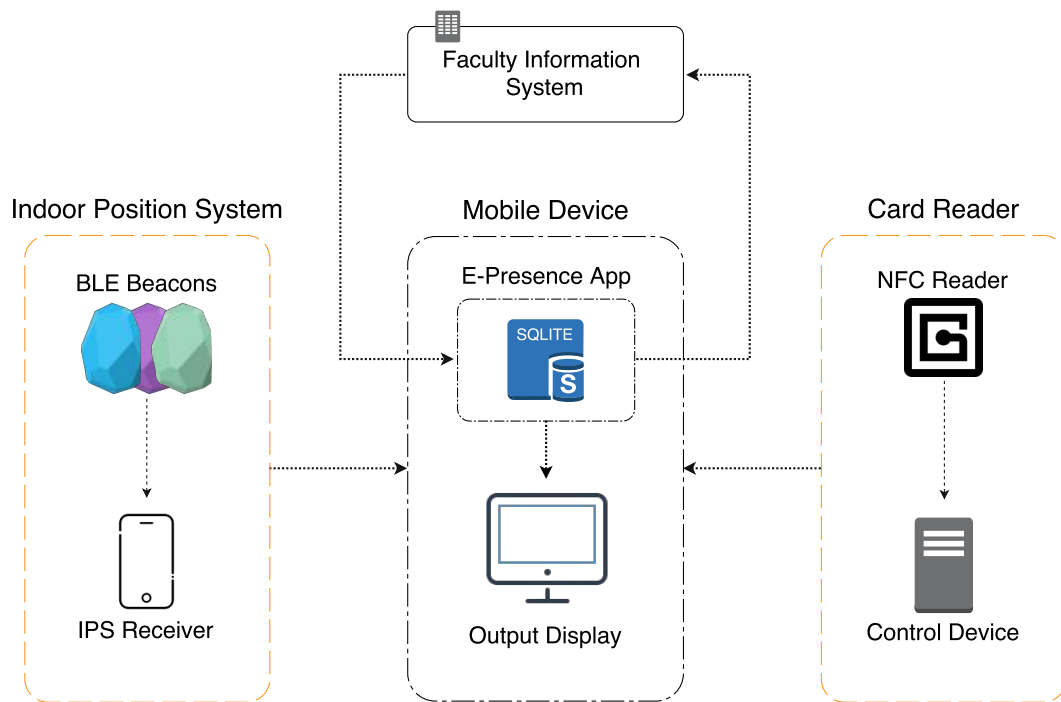 Faculty Information
System
Indoor Position System
Mobile Device
Card Reader
BLE Beacons
E-Presence App
NFC Reader
SQLITE
S
IPS Receiver
Output Display
Control Device